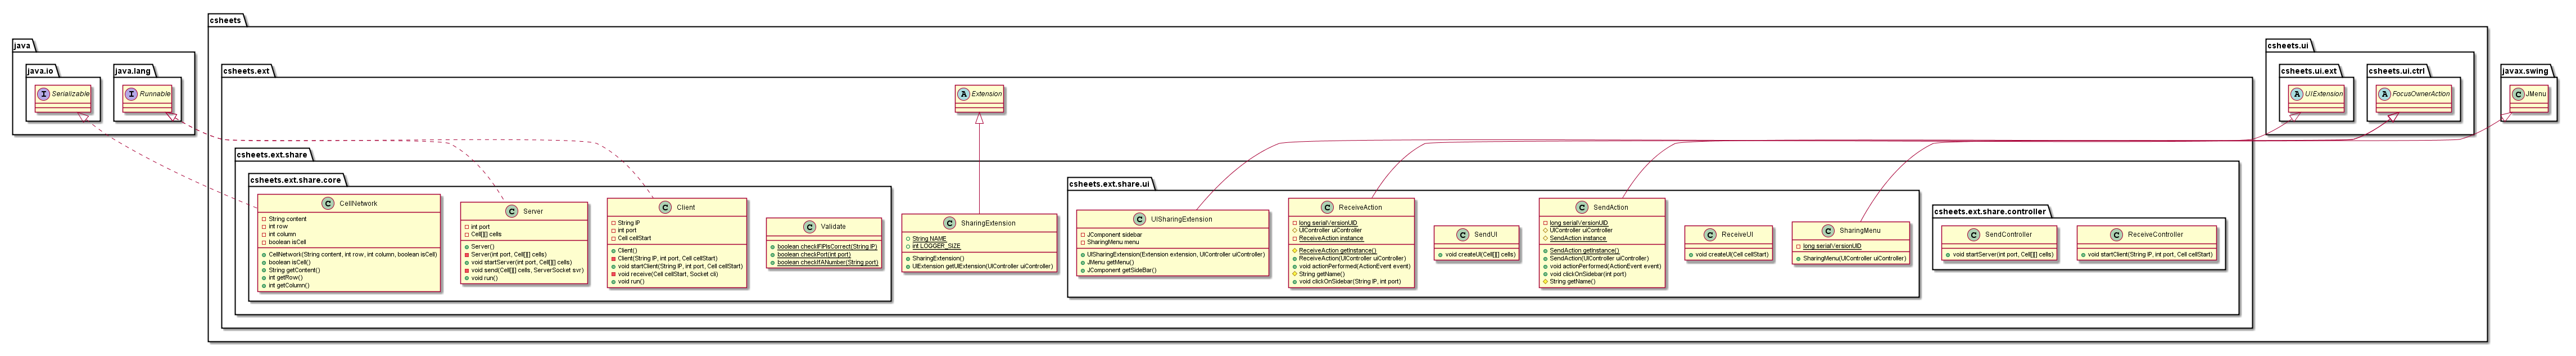 csheets
java
java.io
I Serializable
java.lang
I Runnable
csheets.ext
A Extension
csheets.ui
csheets.ui.ext
A UIExtension
csheets.ui.ctrl
A FocusOwnerAction
javax.swing
C JMenu
csheets.ext.share
csheets.ext.share.core
C CellNetwork
String content
int row
int column
boolean isCell
CellNetwork(String content, int row, int column, boolean isCell)
boolean isCell()
String getContent()
int getRow()
int getColumn()
C Server
int port
Cell[][] cells
Server()
Server(int port, Cell[][] cells)
void startServer(int port, Cell[][] cells)
void send(Cell[][] cells, ServerSocket svr)
void run()
C Client
String IP
int port
Cell cellStart
Client()
Client(String IP, int port, Cell cellStart)
void startClient(String IP, int port, Cell cellStart)
void receive(Cell cellStart, Socket cli)
void run()
C Validate
boolean checkIFIPIsCorrect(String IP)
boolean checkPort(int port)
boolean checkIfANumber(String port)
C SharingExtension
String NAME
int LOGGER_SIZE
SharingExtension()
UIExtension getUIExtension(UIController uiController)
csheets.ext.share.ui
C UISharingExtension
JComponent sidebar
SharingMenu menu
UISharingExtension(Extension extension, UIController uiController)
JMenu getMenu()
JComponent getSideBar()
C ReceiveAction
long serialVersionUID
UIController uiController
ReceiveAction instance
ReceiveAction getInstance()
ReceiveAction(UIController uiController)
void actionPerformed(ActionEvent event)
String getName()
void clickOnSidebar(String IP, int port)
C SendUI
void createUI(Cell[][] cells)
C SendAction
long serialVersionUID
UIController uiController
SendAction instance
SendAction getInstance()
SendAction(UIController uiController)
void actionPerformed(ActionEvent event)
void clickOnSidebar(int port)
String getName()
C ReceiveUI
void createUI(Cell cellStart)
C SharingMenu
long serialVersionUID
SharingMenu(UIController uiController)
csheets.ext.share.controller
C SendController
void startServer(int port, Cell[][] cells)
C ReceiveController
void startClient(String IP, int port, Cell cellStart)